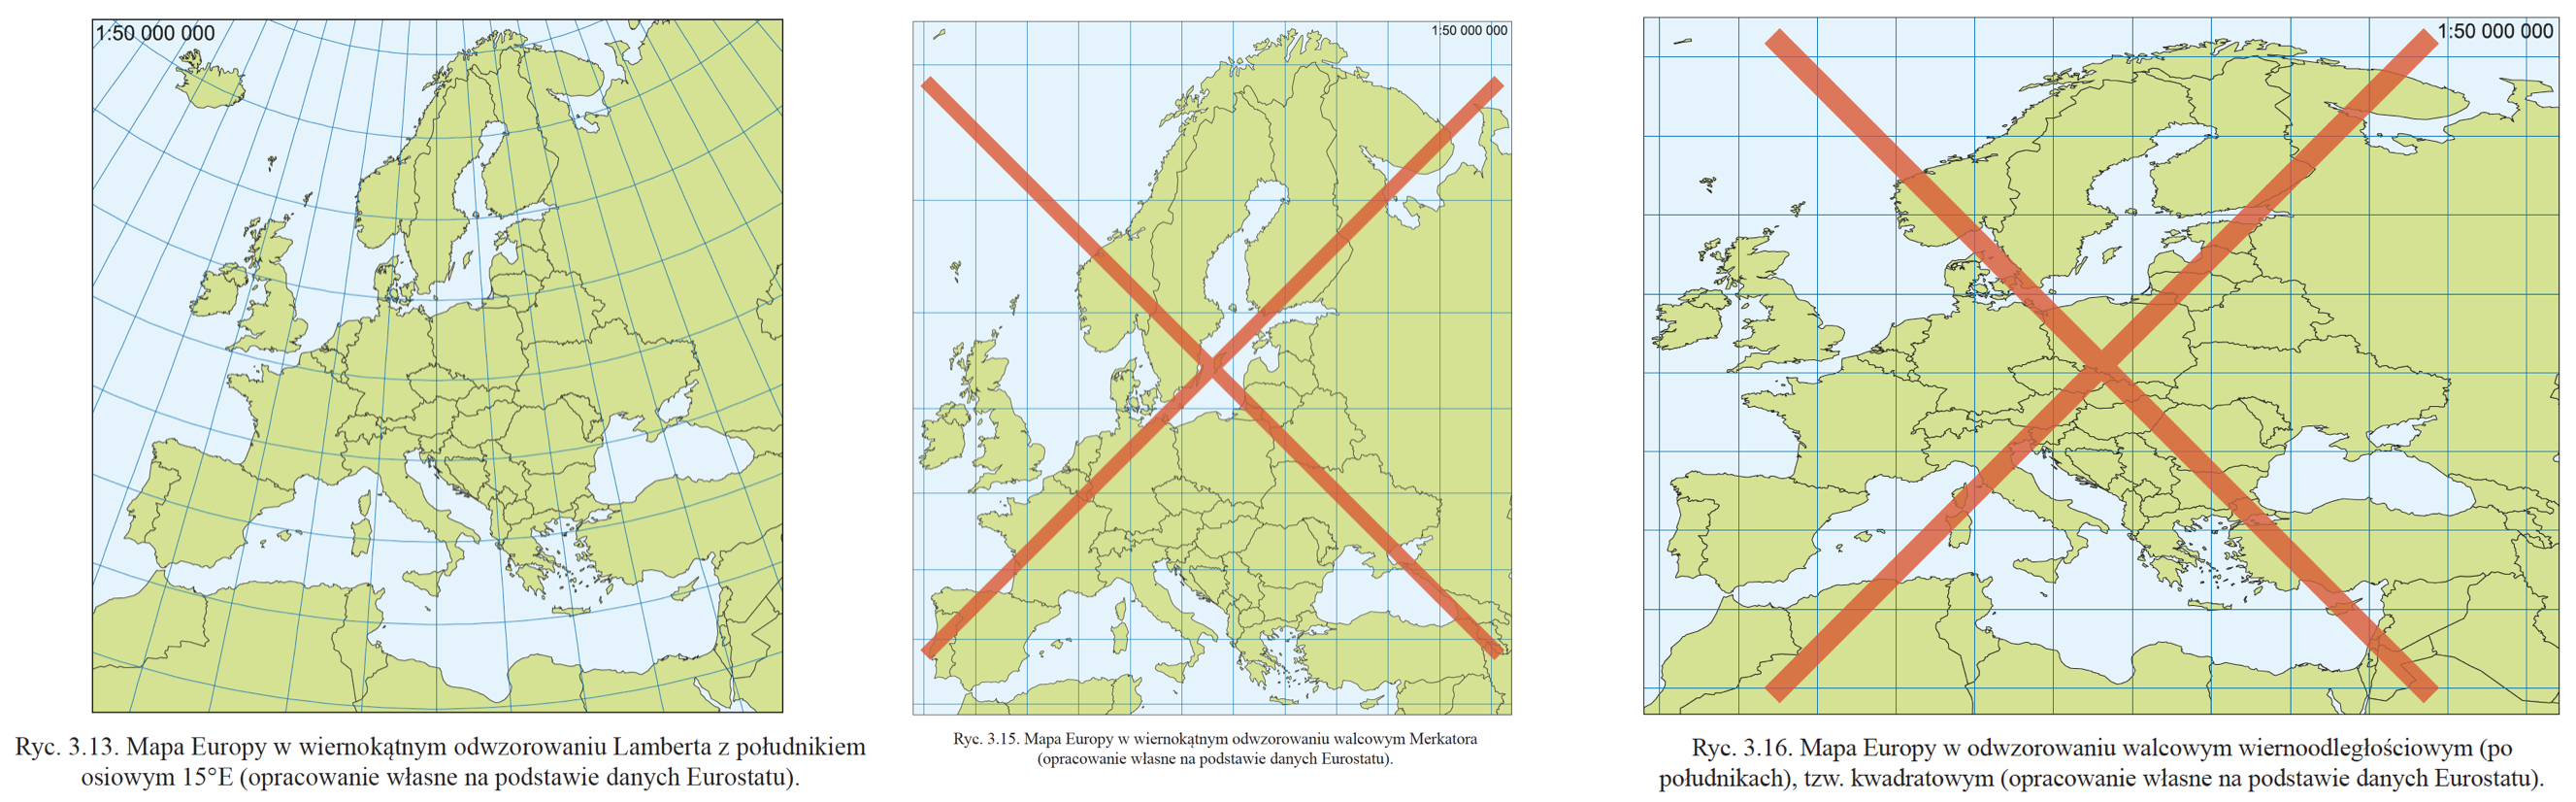 1:50 000 000
Ryc. 3.13. Mapa Europy w wiernokątnym odwzorowaniu Lamberta z południkiem
osiowym 15°E (opracowanie własne na podstawie danych Eurostatu).
1:50 000 000
Ryc. 3.15. Mapa Europy w wiernokątnym odwzorowaniu walcowym Merkatora
(opracowanie własne na podstawie danych Eurostatu).
1:50 000 000
Ryc. 3.16. Mapa Europy w odwzorowaniu walcowym wiernoodległościowym (po
południkach), tzw. kwadratowym (opracowanie własne na podstawie danych Eurostatu).